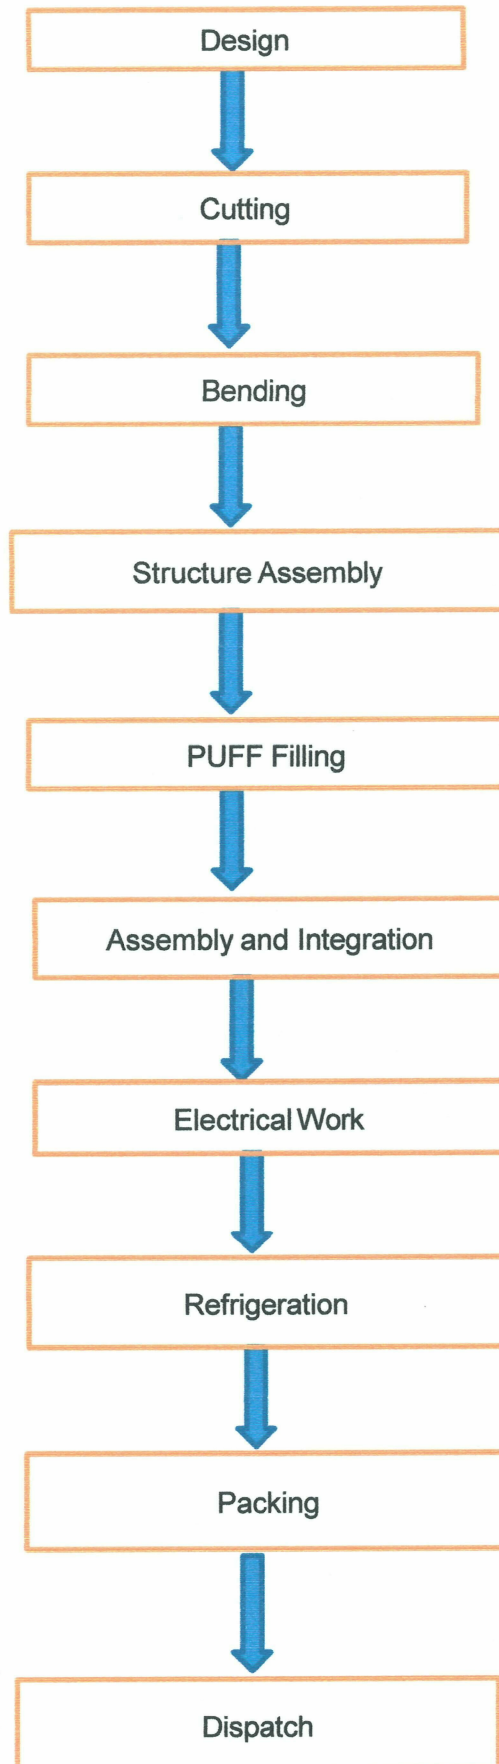 Design
Cutting
Bending
Structure Assembly
PUFF Filling
Assembly and Integration
Electrical Work
Refrigeration
Packing
Dispatch